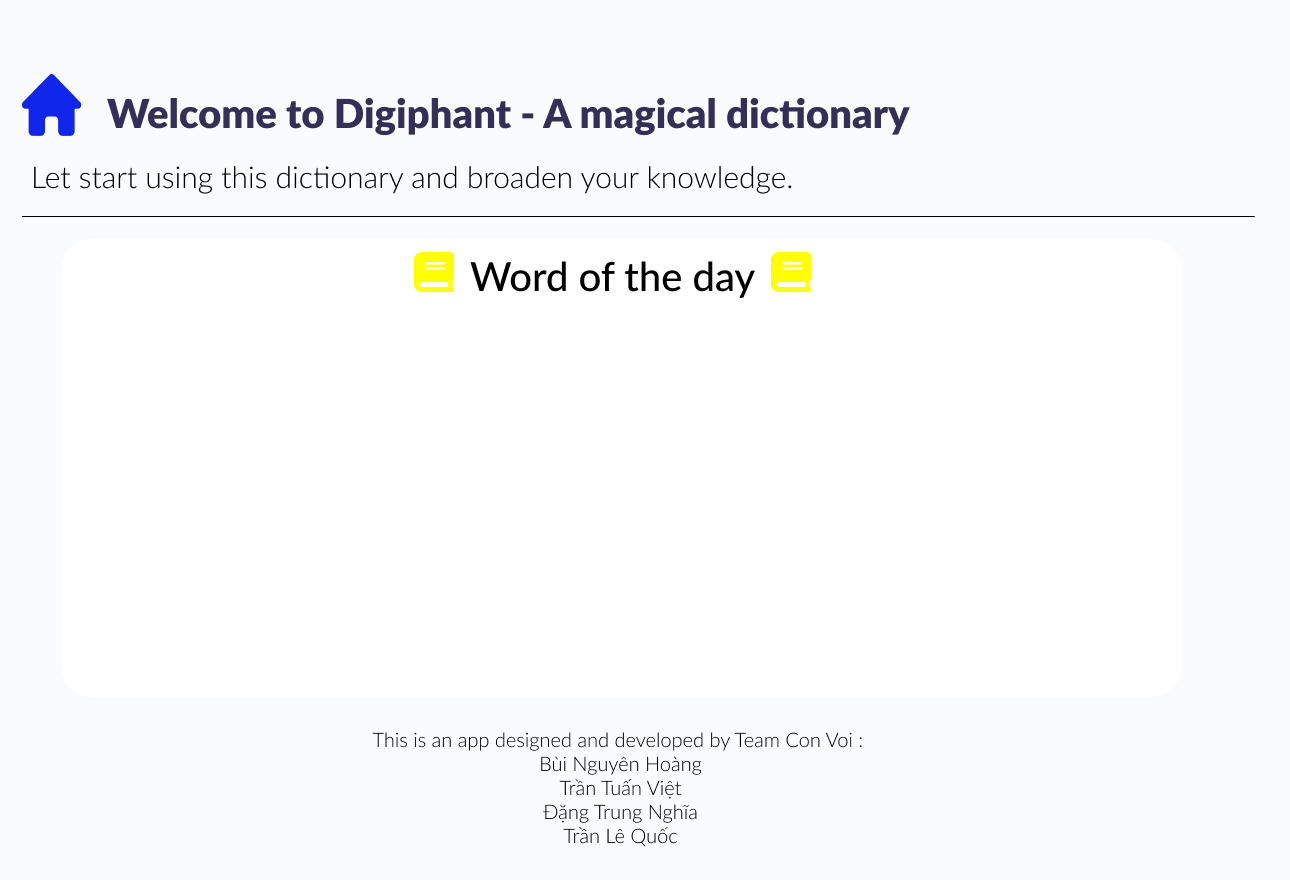 Welcome to Digiphant - A magical dictionary
Let start using this dictionary and broaden your knowledge.
Word of the day
This is an app designed and developed by Team Con Voi :
Bùi Nguyên Hoàng
Trần Tuấn Việt
Đặng Trung Nghĩa
Trần Lê Quốc